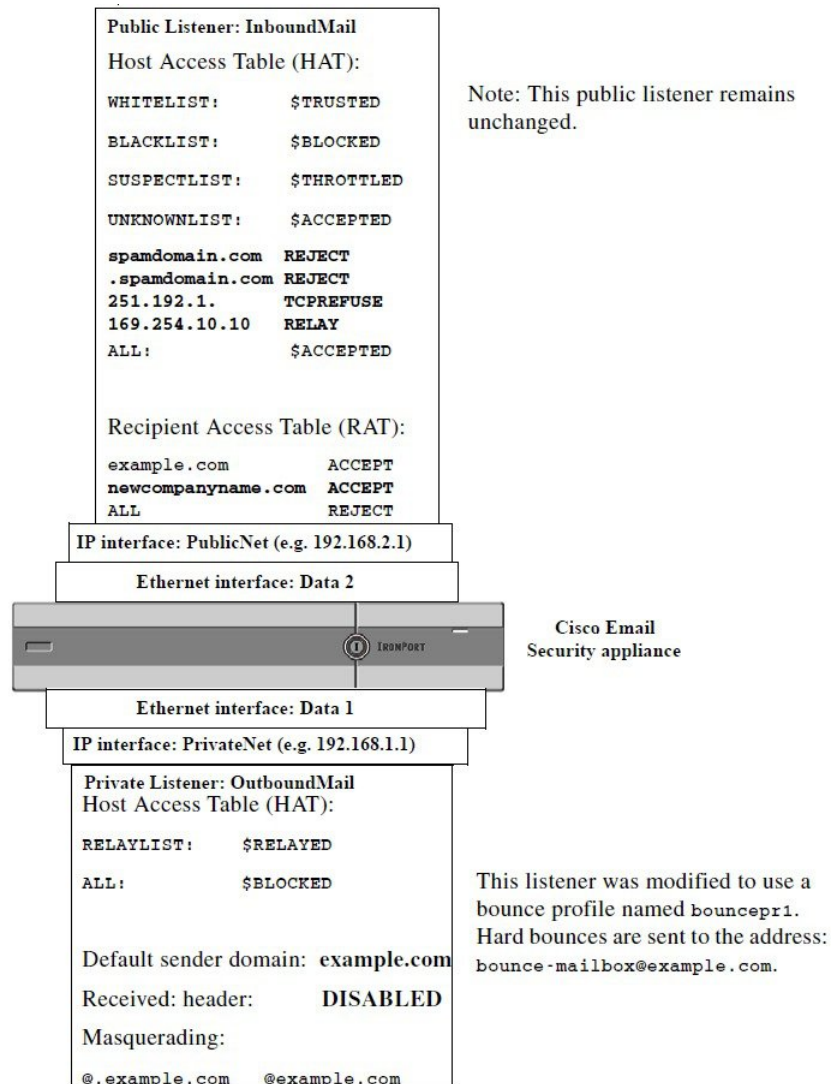 Public Listener: InboundMail
Host Access Table (HAT):
WHITELIST: $TRUSTED
BLACKLIST: $BLOCKED
SUSPECTLIST: $THROTTLED
UNKNOWNLIST: $ACCEPTED
spamdomain.com REJECT
.spamdomain.com REJECT
251.192.1. TCPREFUSE
169.254.10.10 RELAY
ALL: $ACCEPTED
Note: This public listener remains
unchanged.
Recipient Access Table (RAT):
example.com ACCEPT
newcompanyname.com ACCEPT
ALL REJECT
IP interface: PublicNet (e.g. 192.168.2.1)
Ethernet interface: Data 2
IRONPORT
Cisco Email
Security appliance
Ethernet interface: Data 1
IP interface: PrivateNet (e.g. 192.168.1.1)
Private Listener: OutboundMail
Host Access Table (HAT):
RELAYLIST: $RELAYED
ALL: $BLOCKED
This listener was modified to use a
bounce profile named bouncepr1.
Hard bounces are sent to the address:
bounce-mailbox@example.com.
Default sender domain: example.com
Received: header: DISABLED
Masquerading:
@.example.com @example.com